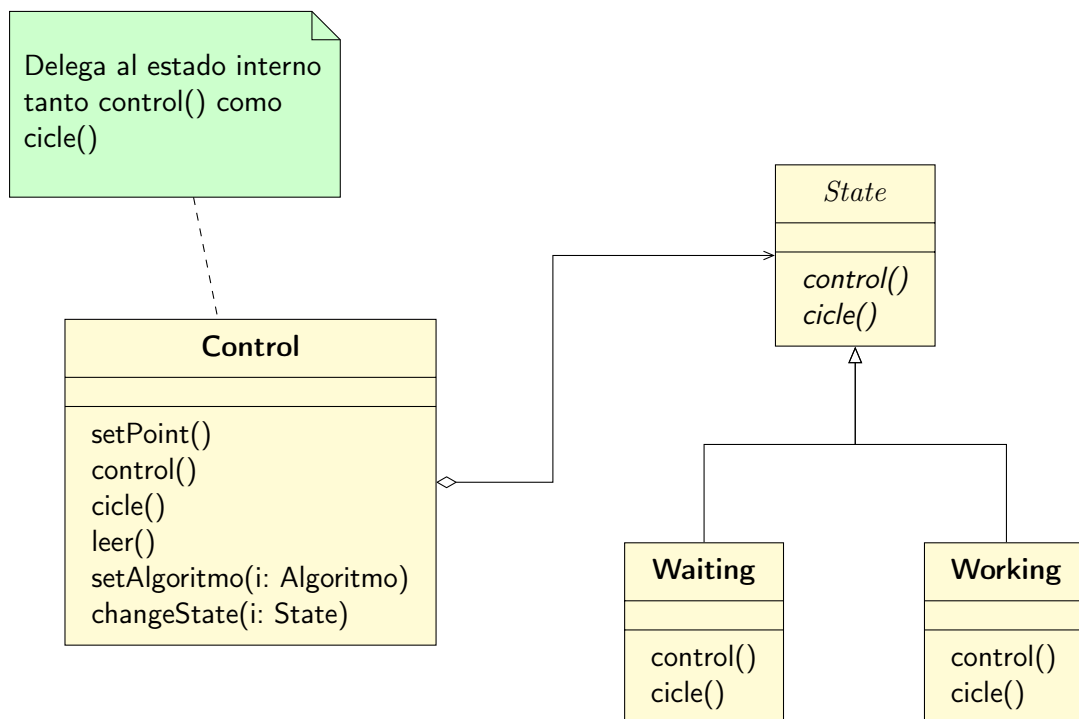 Delega al estado interno
tanto control() como
cicle()
State
control()
cicle()
Control
setPoint()
control()
cicle()
leer()
setAlgoritmo(i: Algoritmo)
changeState(i: State)
Waiting
control()
cicle()
Working
control()
cicle()